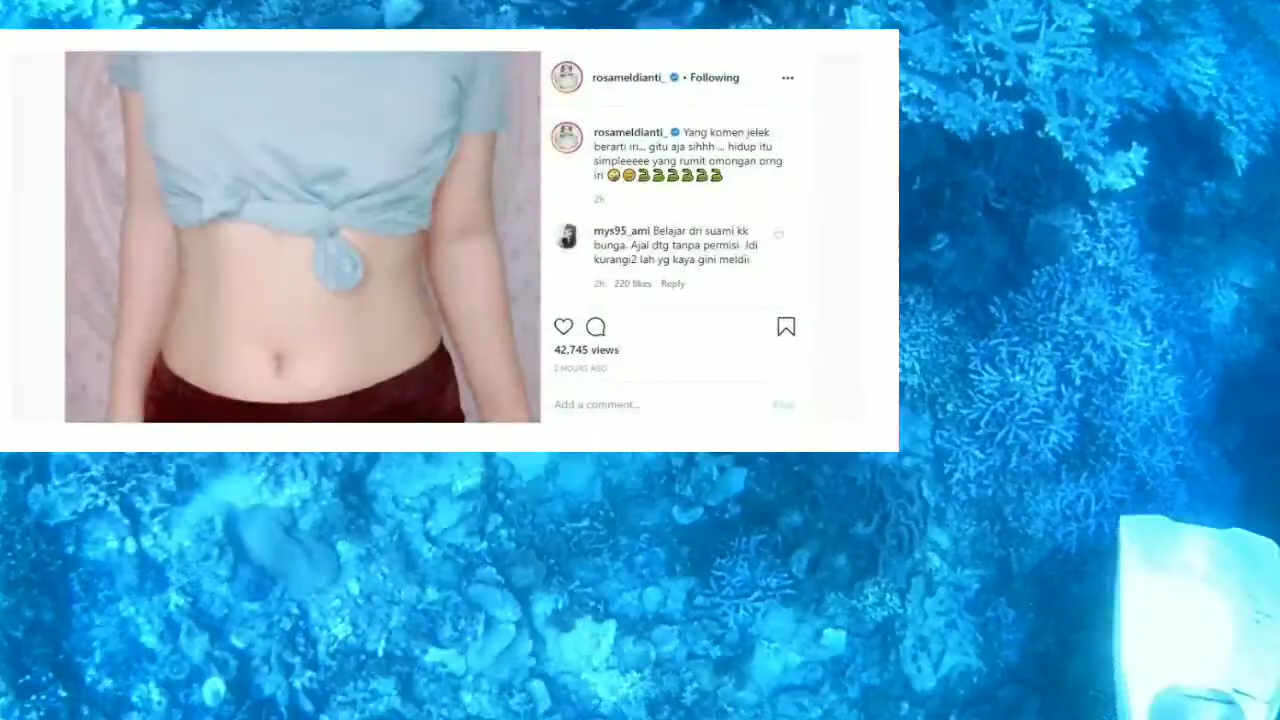 rosameldianti_ • Following
rosameldianti_ Yang komen jelek
berarti iri... gitu aja sihhh ... hidup itu
simpleeeee yang rumit omongan orng
iri
2h
mys95_ami Belajar dri suami kk
bunga. Ajal dtg tanpa permisi. Jdi
kurangi2 lah yg kaya gini meldii
2h 220 likes Reply
42,745 views
2 HOURS AGO
Add a comment...
Post